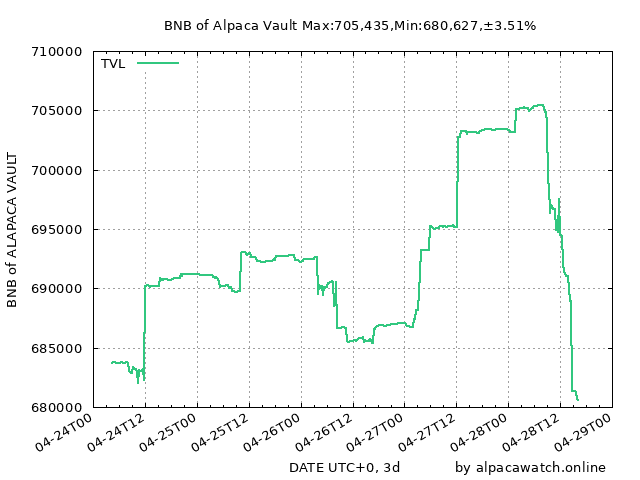 BNB of Alpaca Vault Max:705,435,Min:680,627,±3.51%
TVL
BNB of ALAPACA VAULT
710000
705000
700000
695000
690000
685000
680000
04-24T00
04-24T12
04-25T00
04-25T12
04-26T00
04-26T12
04-27T00
04-27T12
04-28T00
04-28T12
04-29T00
DATE UTC+0, 3d
by alpacawatch.online